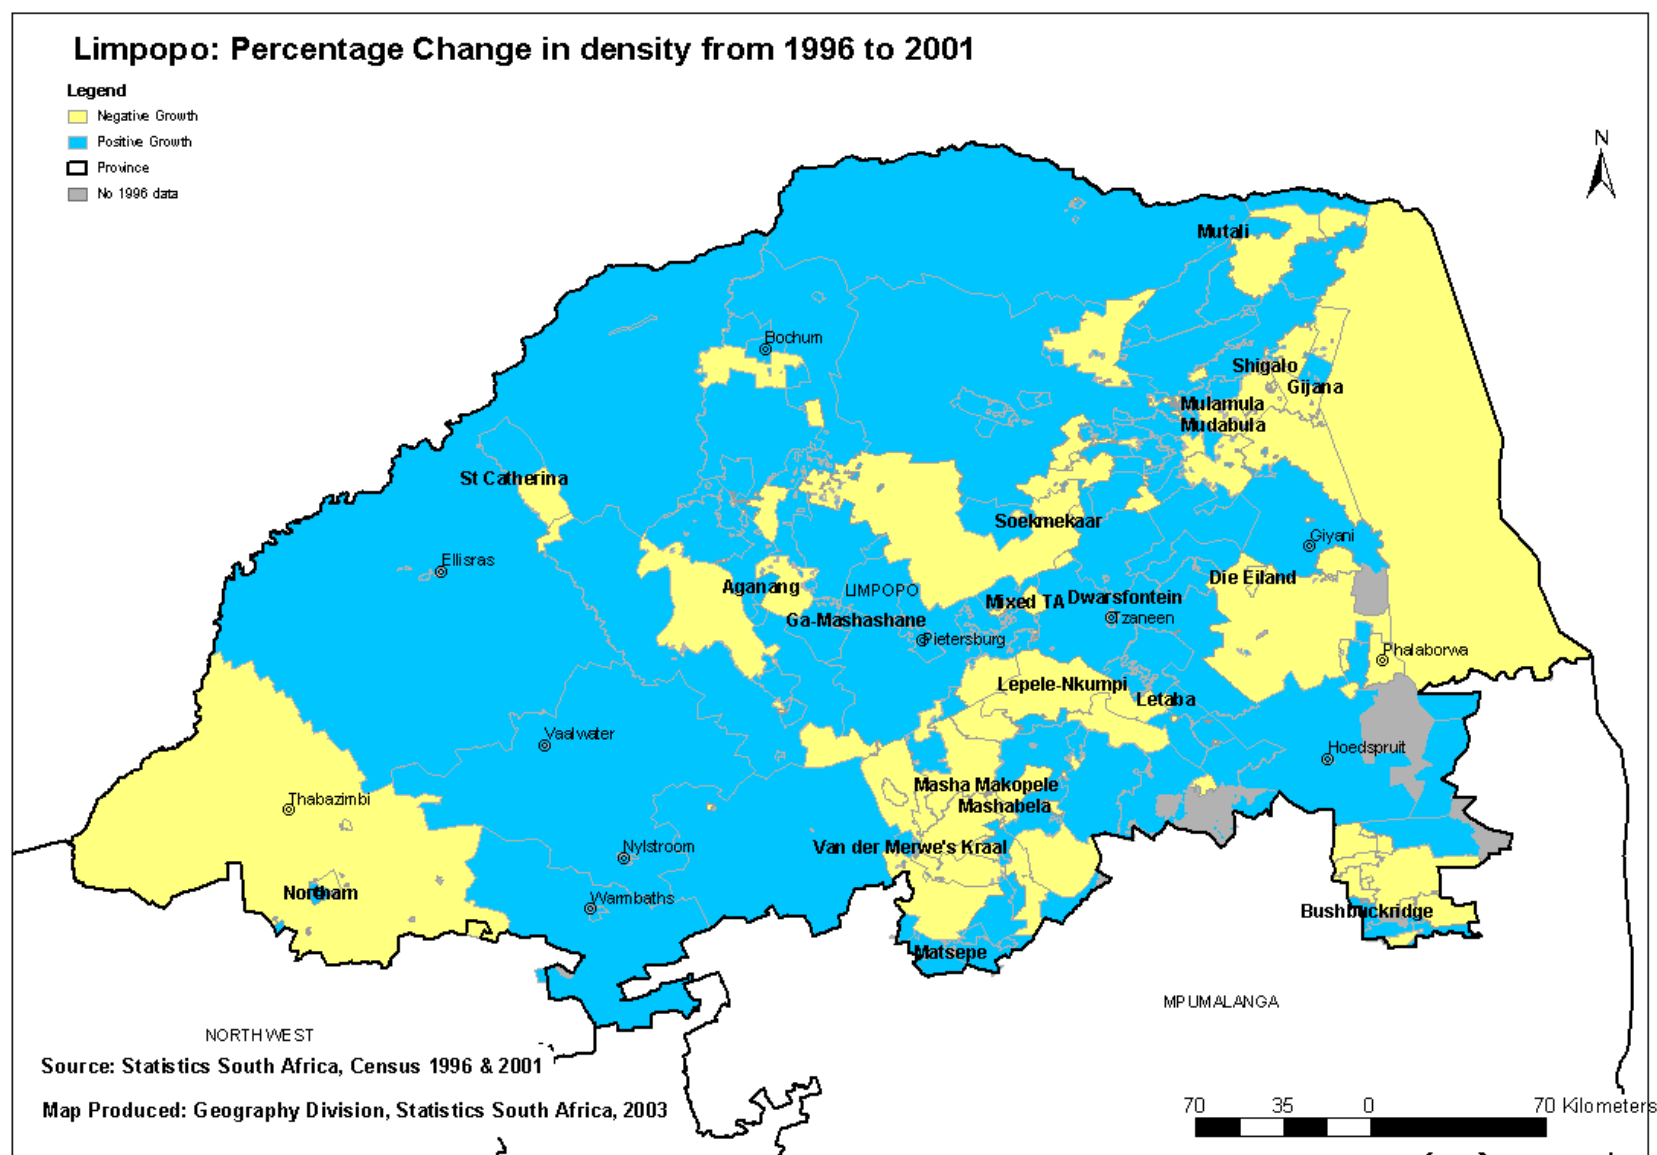 Limpopo: Percentage Change in density from 1996 to 2001
Legend
Negative Growth
Positive Growth
Province
No 1996 data
N
Mutali
Bochum
Shigalo
Gijana
Mulamula
Mudabula
St Catherina
Soekmekaar
Giyani
Ellisras
Die Eiland
Aganang
LIMPOPO
Mixed TA
Dwarsfontein
Ga-Mashashane
Tzaneen
Pietersburg
Phalaborwa
Lepele-Nkumpi
Letaba
Vaalwater
Hoedspruit
Masha Makopele
Thabazimbi
Mashabela
Nylstroom
Van der Merwe's Kraal
Northam
Warmbaths
Bushbuckridge
Matsepe
MPUMALANGA
NORTH WEST
Source: Statistics South Africa, Census 1996 & 2001
Map Produced: Geography Division, Statistics South Africa, 2003
70 35 0 70 Kilometers